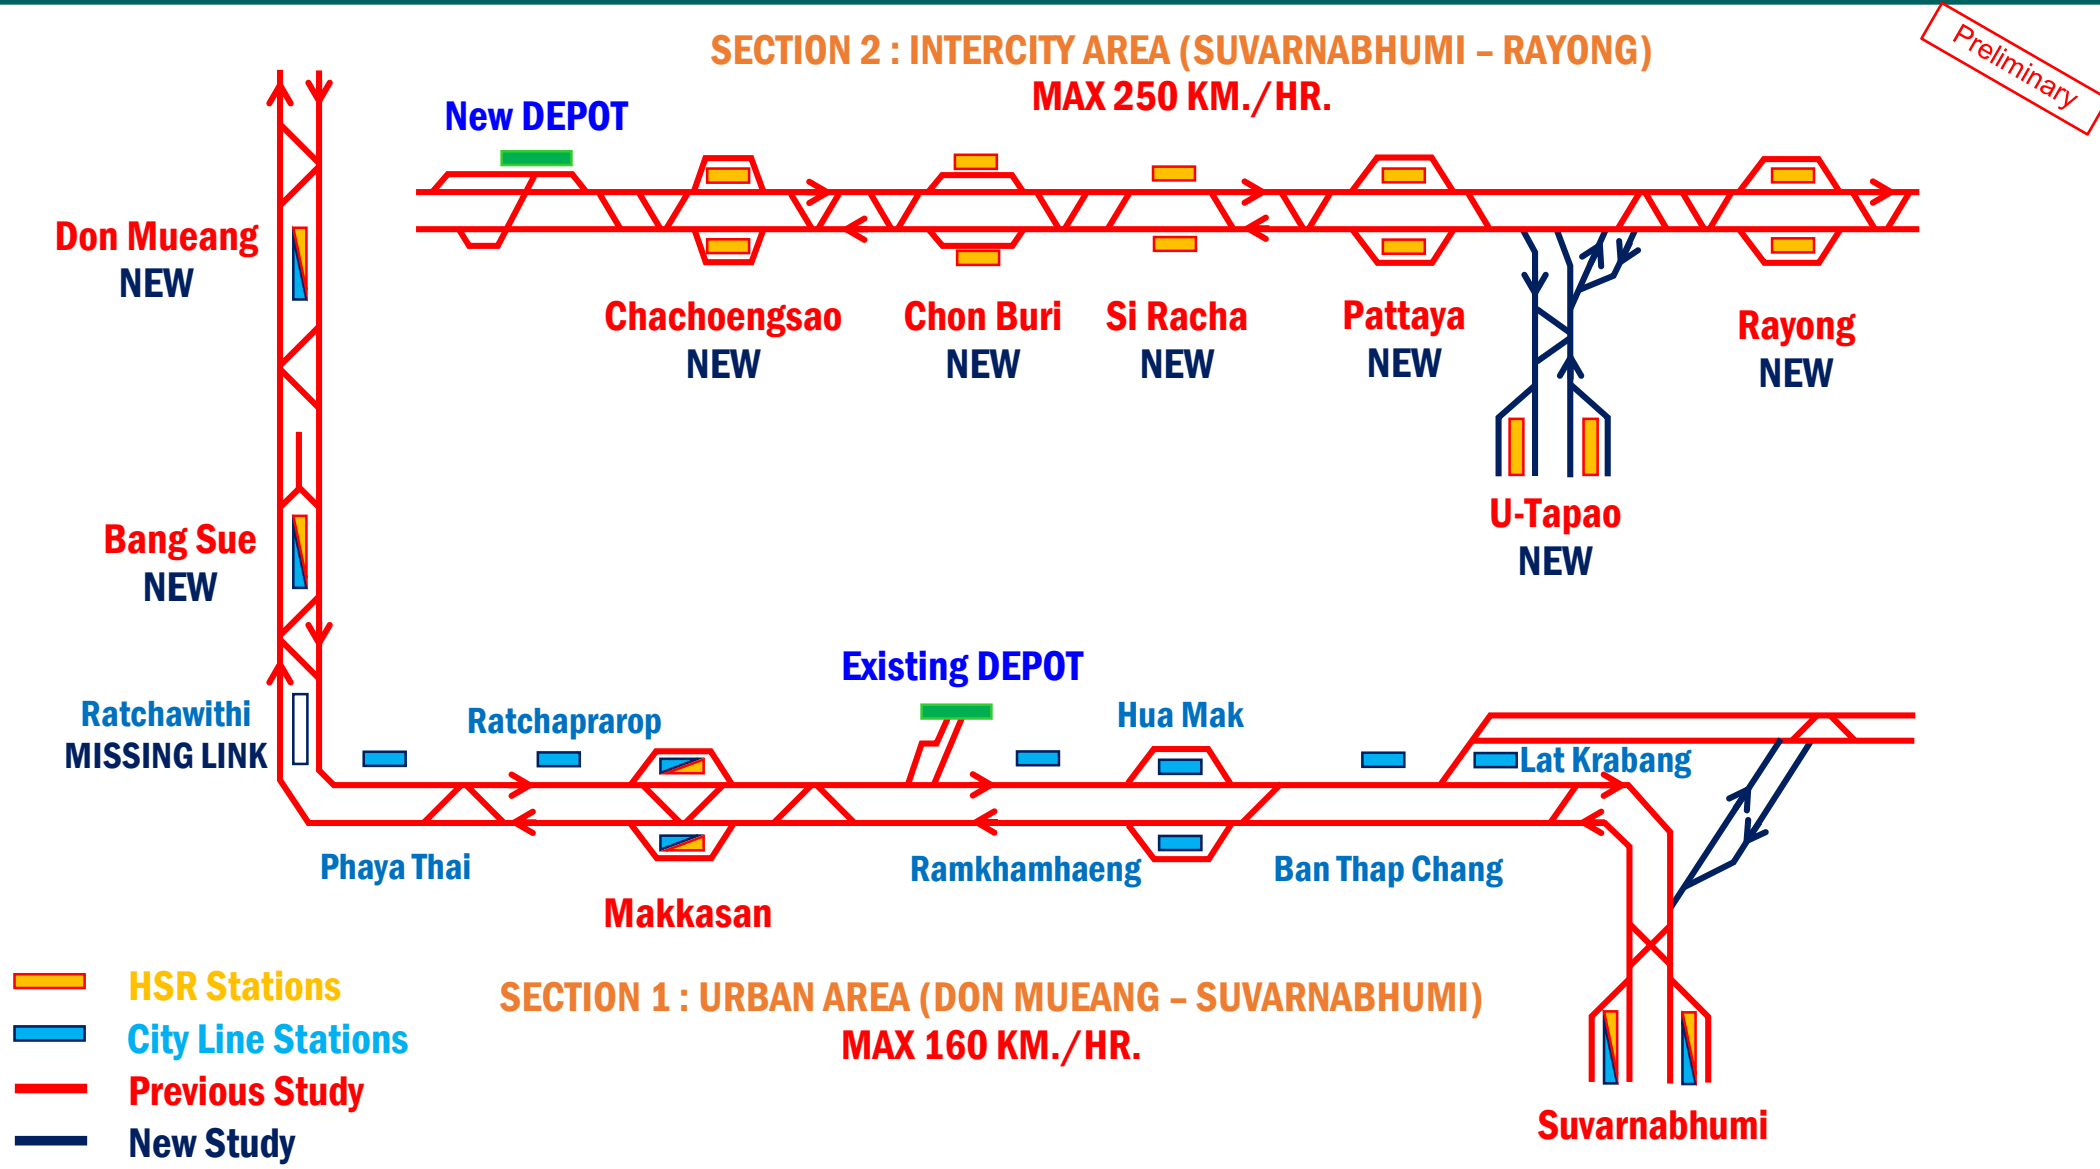 SECTION 2 : INTERCITY AREA (SUVARNABHUMI – RAYONG)
MAX 250 KM./HR.
Preliminary
New DEPOT
Don Mueang
NEW
Chachoengsao
NEW
Chon Buri
NEW
Si Racha
NEW
Pattaya
NEW
Rayong
NEW
U-Tapao
NEW
Bang Sue
NEW
Existing DEPOT
Ratchawithi
MISSING LINK
Ratchaprarop
Hua Mak
Lat Krabang
Phaya Thai
Ramkhamhaeng
Ban Thap Chang
Makkasan
HSR Stations
City Line Stations
Previous Study
New Study
SECTION 1 : URBAN AREA (DON MUEANG – SUVARNABHUMI)
MAX 160 KM./HR.
Suvarnabhumi